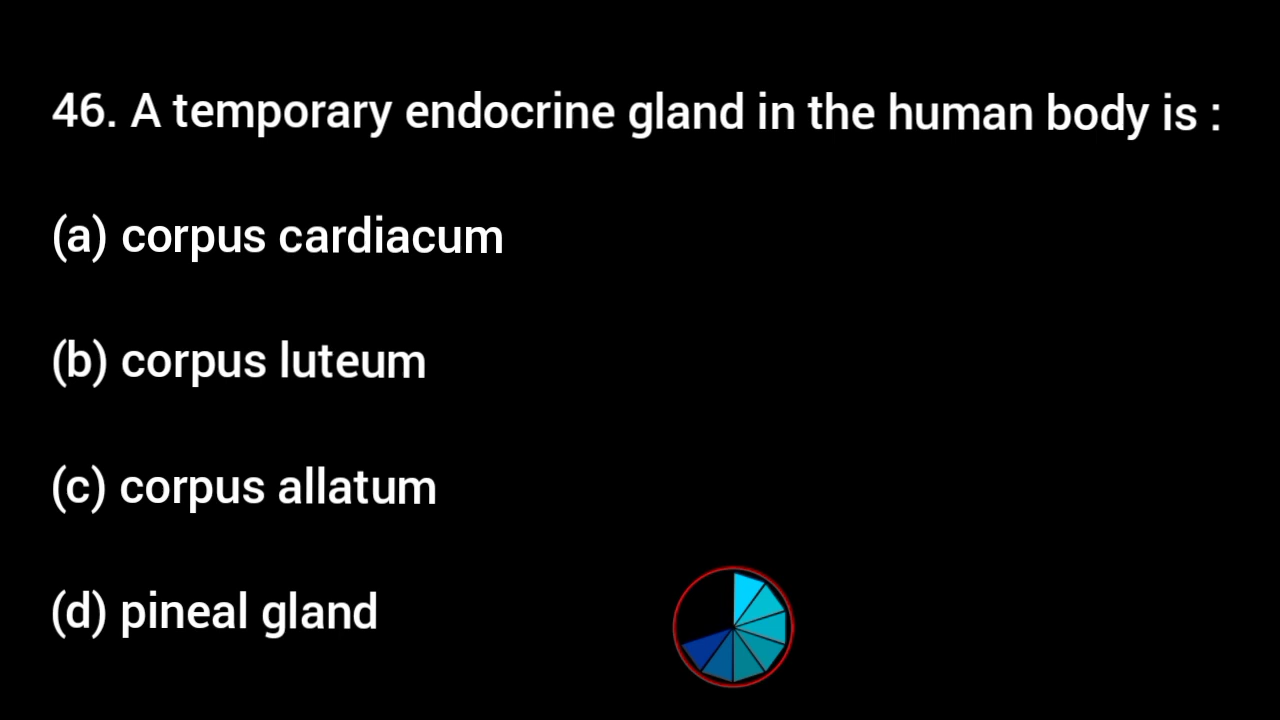 46. A temporary endocrine gland in the human body is :
(a) corpus cardiacum
(b) corpus luteum
(c) corpus allatum
(d) pineal gland